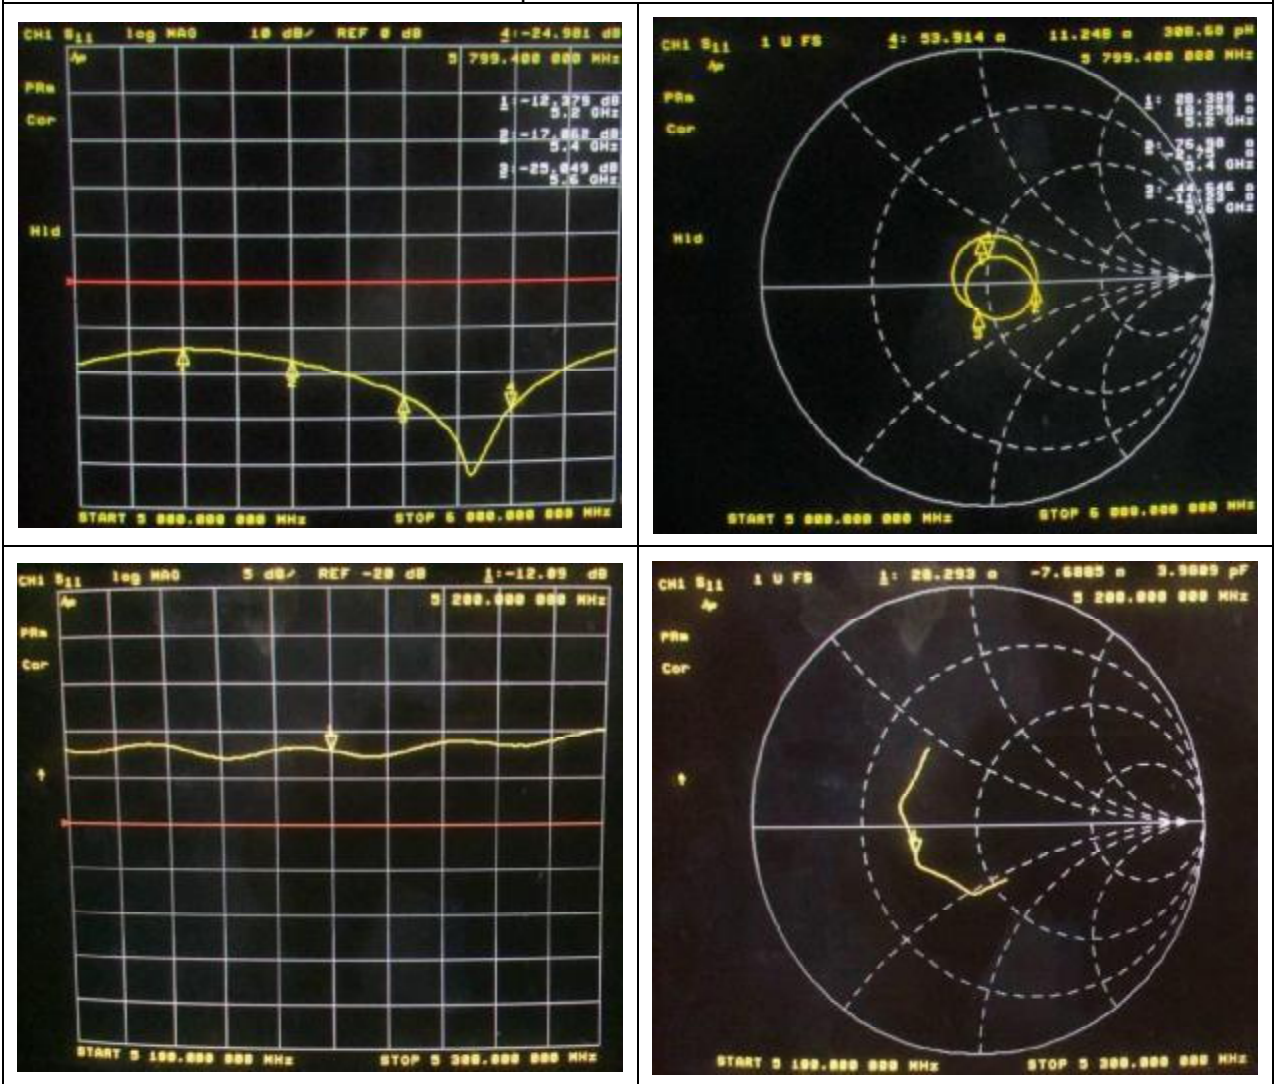 CH1 S11 log MAG 10 dB/ REF 0 dB 4:-24.981 dB
5 799.400 000 MHz
PRm
Cor
1:-12.379 dB
5.2 GHz
2:-17.062 dB
5.4 GHz
3:-25.049 dB
5.6 GHz
Hld
START 5 000.000 000 MHz STOP 6 000.000 000 MHz
CH1 S11 1 U FS 4: 53.914 Ω 11.248 Ω 308.60 pH
5 799.400 000 MHz
PRm
Cor
5.2 GHz
GHz
GHz
Hld
START 5 000.000 000 MHz STOP 6 000.000 000 MHz
CH1 S11 log MAG 5 dB/ REF -20 dB 1:-12.09 dB
5 200.000 000 MHz
PRm
Cor
START 5 100.000 000 MHz STOP 5 300.000 000 MHz
CH1 S11 1 U FS 1: 28.293 Ω -7.6885 Ω 3.9809 pF
5 200.000 000 MHz
PRm
Cor
START 5 100.000 000 MHz STOP 5 300.000 000 MHz